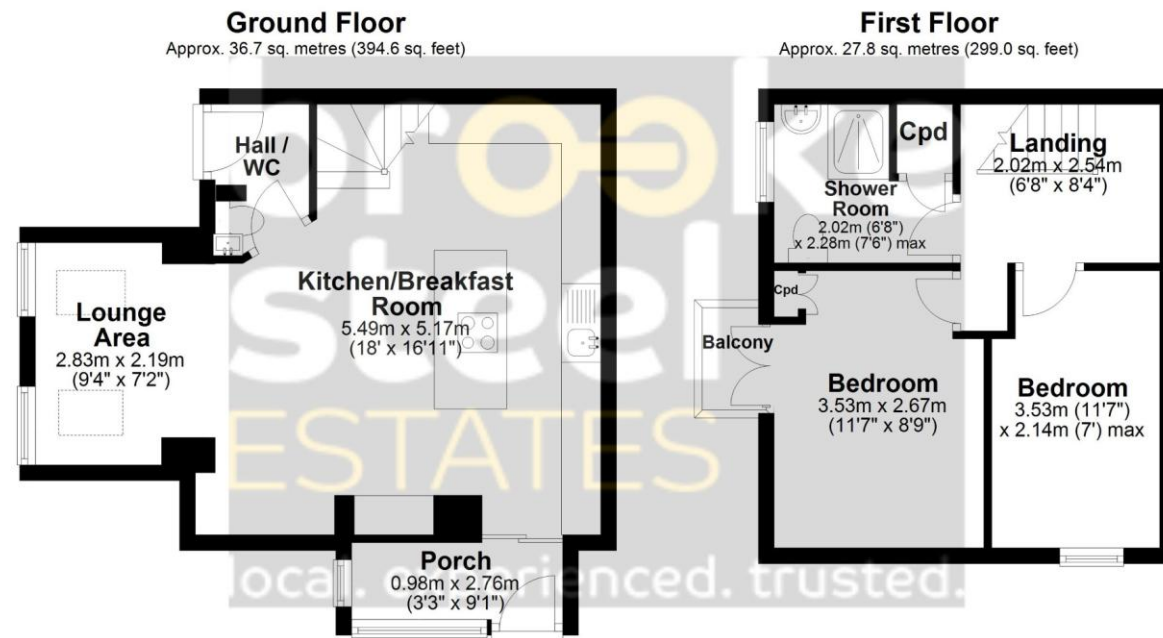 Ground Floor
Approx. 36.7 sq. metres (394.6 sq. feet)
Hall /
WC
Lounge
Area
2.83m x 2.19m
(9'4" x 7'2")
Kitchen/Breakfast
Room
5.49m x 5.17m
(18' x 16'11")
Porch
0.98m x 2.76m
(3'3" x 9'1")
First Floor
Approx. 27.8 sq. metres (299.0 sq. feet)
Cpd
Landing
2.02m x 2.54m
(6'8" x 8'4")
Shower
Room
2.02m (6'8")
x 2.28m (7'6") max
Cpd
Balcony
Bedroom
3.53m x 2.67m
(11'7" x 8'9")
Bedroom
3.53m (11'7")
x 2.14m (7') max
brooke
steele
ESTATES
local. experienced. trusted.